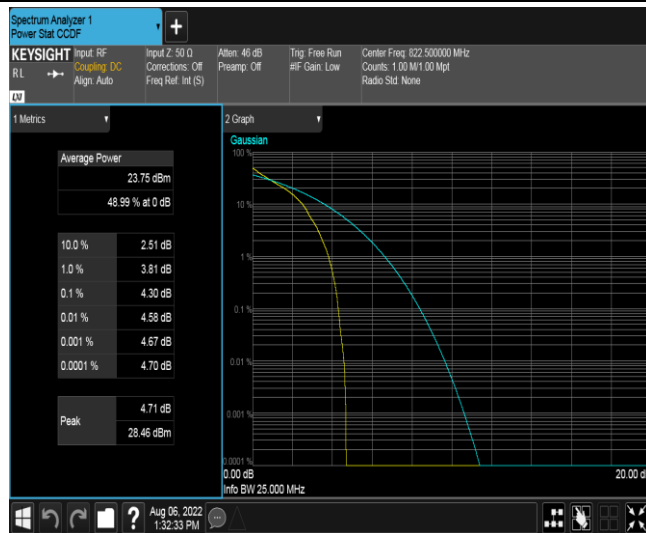 Spectrum Analyzer 1
Power Stat CCDF
+
KEYSIGHT
RL
Input: RF
Coupling: DC
Align: Auto
Input Z: 50 Ω
Corrections: Off
Freq Ref: Int (S)
Atten: 46 dB
Preamp: Off
Trig: Free Run
#IF Gain: Low
Center Freq: 822.500000 MHz
Counts: 1.00 M/1.00 Mpt
Radio Std: None
1 Metrics
Average Power
23.75 dBm
48.99 % at 0 dB
10.0 % 2.51 dB
1.0 % 3.81 dB
0.1 % 4.30 dB
0.01 % 4.58 dB
0.001 % 4.67 dB
0.0001 % 4.70 dB
Peak
4.71 dB
28.46 dBm
2 Graph
Gaussian
100 %
10 %
1 %
0.1 %
0.01 %
0.001 %
0.0001 %
0.00 dB
20.00 d
Info BW 25.000 MHz
?
Aug 06, 2022
1:32:33 PM